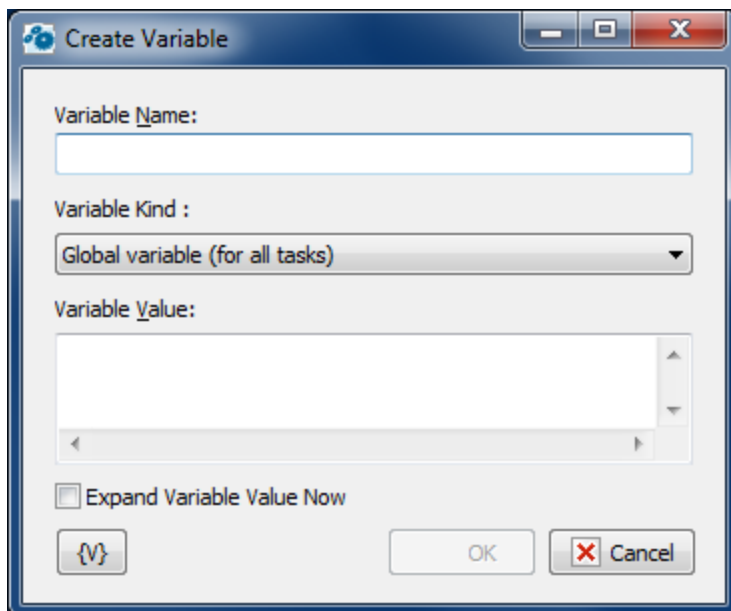 Create Variable
Variable Name:
Variable Kind :
Global variable (for all tasks)
Variable Value:
Expand Variable Value Now
{V}
OK
Cancel